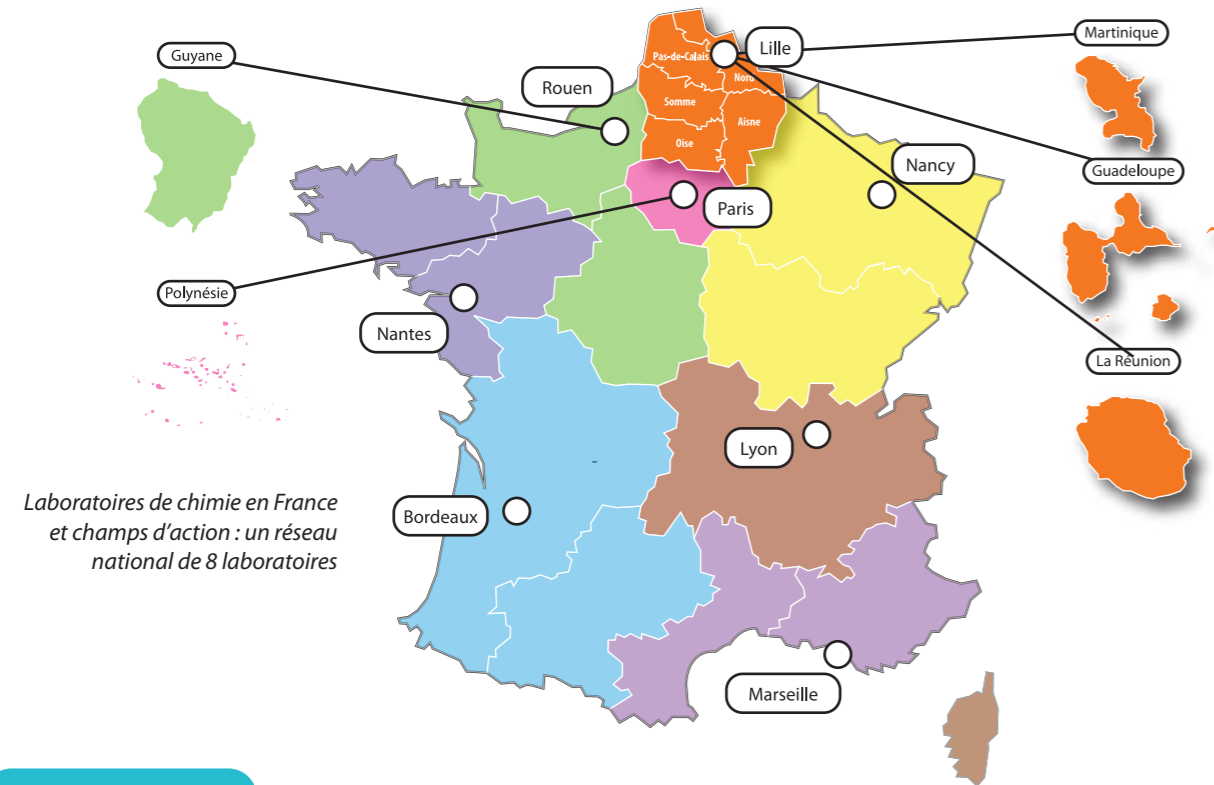 Martinique
Guyane
Lille
Pas-de-Calais
Nord
Rouen
Somme
Aisne
Oise
Nancy
Guadeloupe
Paris
Polynésie
Nantes
La Réunion
Lyon
Laboratoires de chimie en France
et champs d’action : un réseau
national de 8 laboratoires
Bordeaux
Marseille